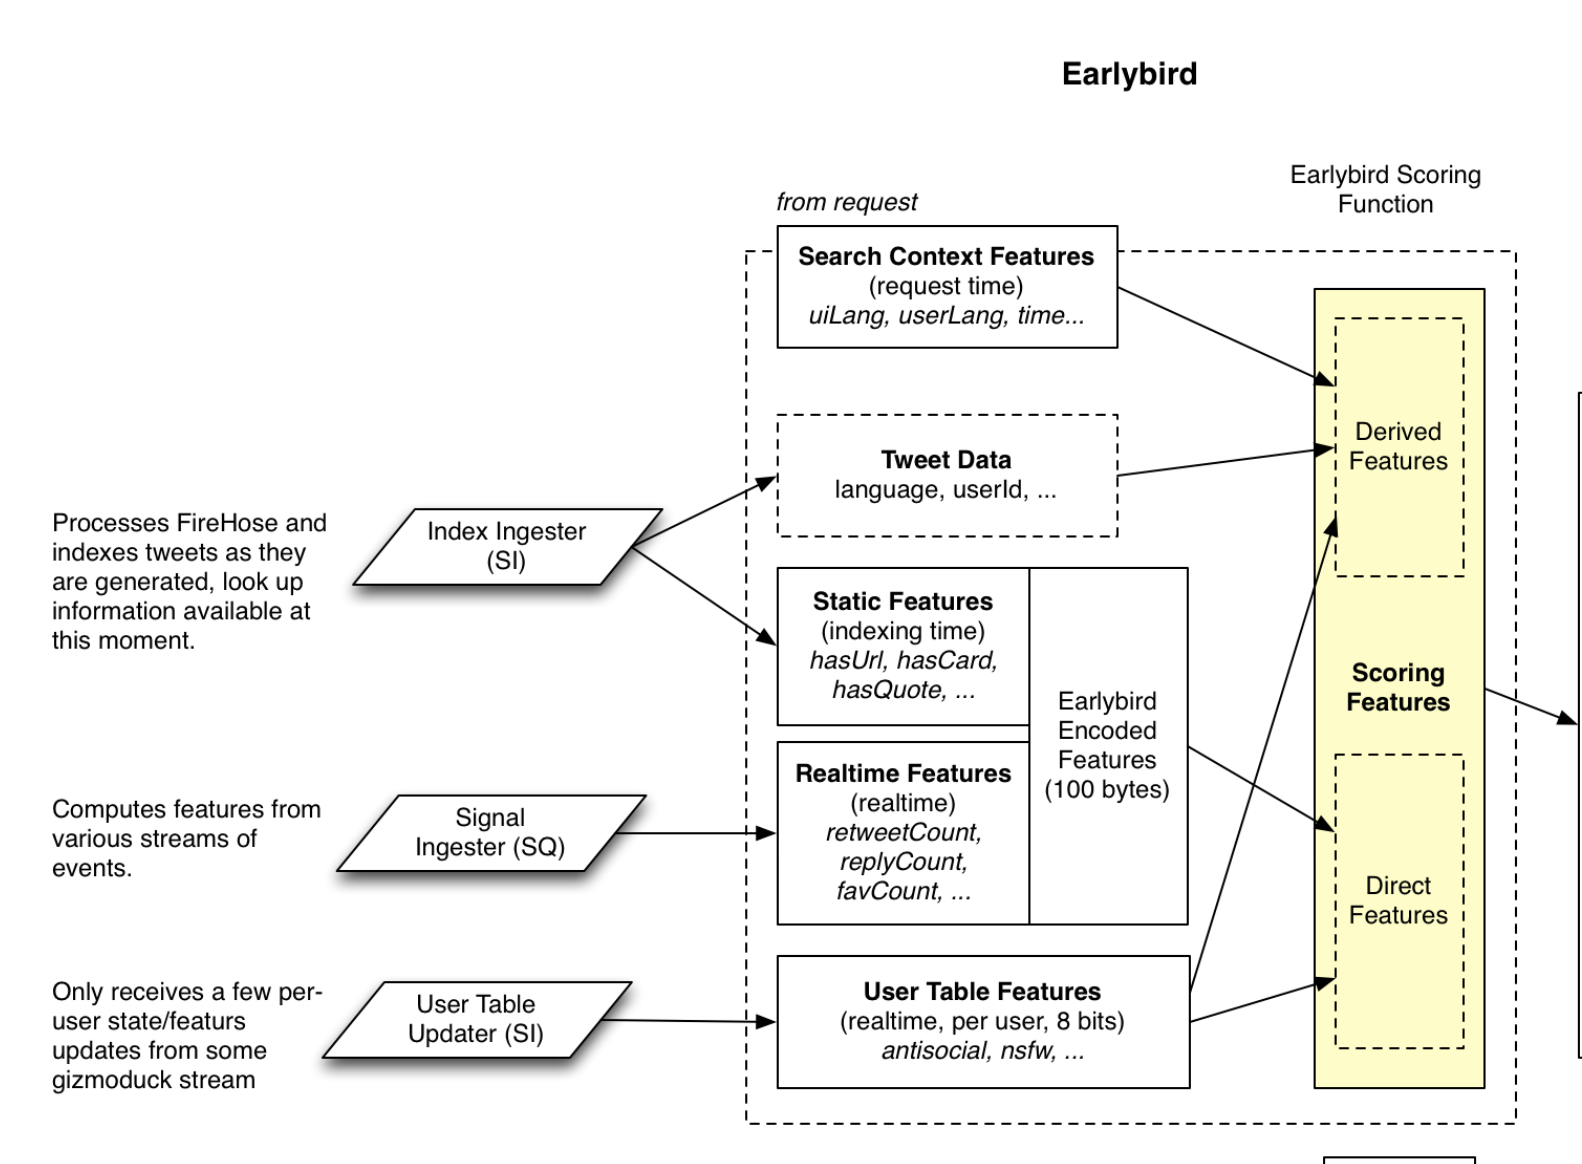 Earlybird
Earlybird Scoring
Function
from request
Search Context Features
(request time)
uiLang, userLang, time...
Derived
Features
Tweet Data
language, userId, ...
Processes FireHose and
indexes tweets as they
are generated, look up
information available at
this moment.
Index Ingester
(SI)
Static Features
(indexing time)
hasUrl, hasCard,
hasQuote, ...
Earlybird
Encoded
Features
(100 bytes)
Scoring
Features
Realtime Features
(realtime)
retweetCount,
replyCount,
favCount, ...
Computes features from
various streams of
events.
Signal
Ingester (SQ)
Direct
Features
Only receives a few per-
user state/featurs
updates from some
gizmoduck stream
User Table
Updater (SI)
User Table Features
(realtime, per user, 8 bits)
antisocial, nsfw, ...